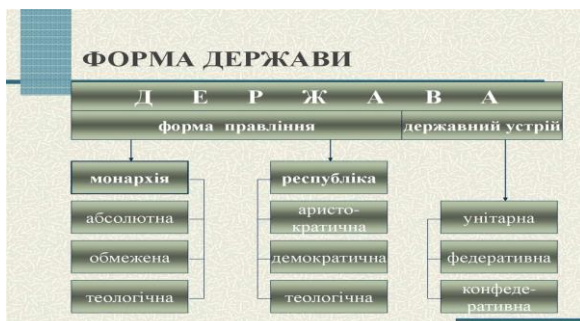 ФОРМА ДЕРЖАВИ
Д Е Р Ж А В А
форма правління
державний устрій
монархія
абсолютна
обмежена
теологічна
республіка
аристо-
кратична
демократична
теологічна
унітарна
федеративна
конфеде-
ративна